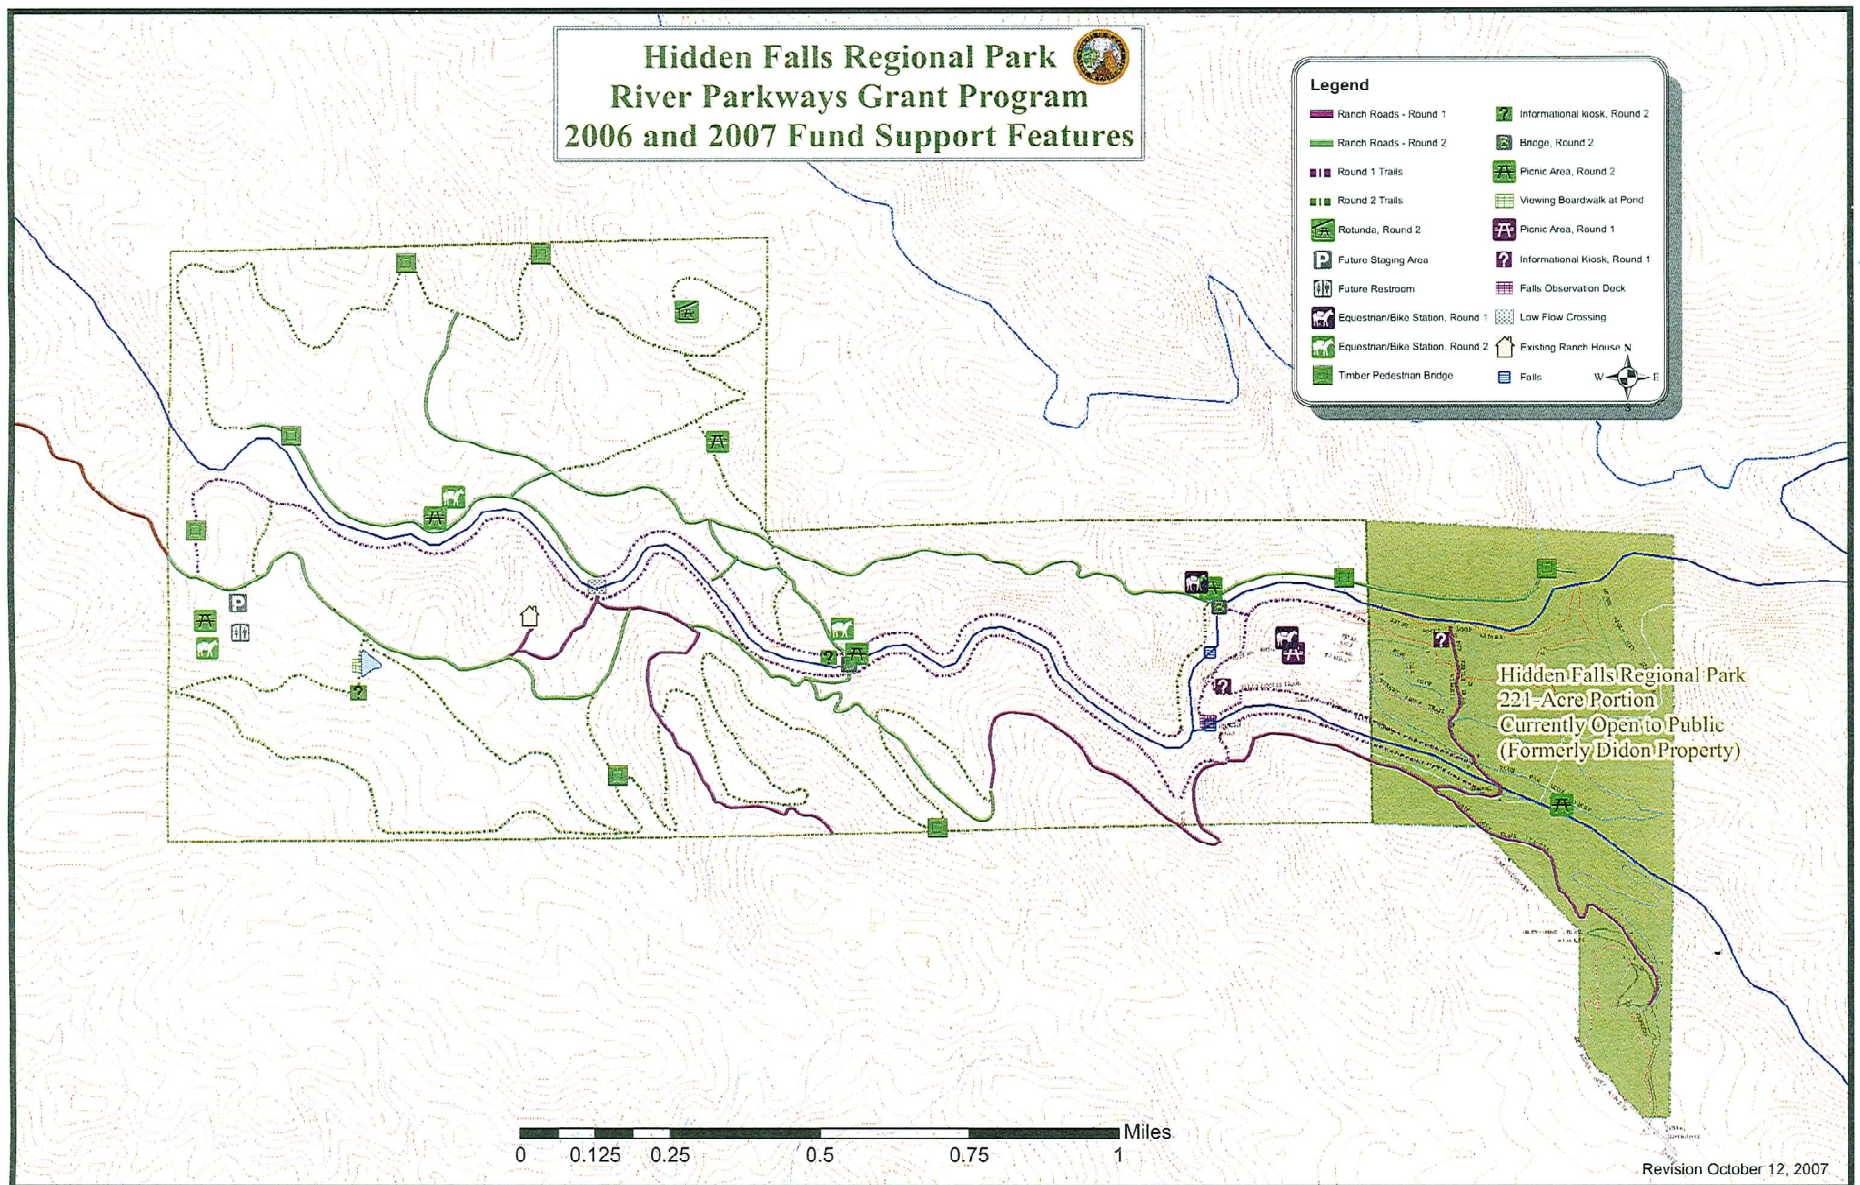 Hidden Falls Regional Park
River Parkways Grant Program
2006 and 2007 Fund Support Features
Legend
Ranch Roads - Round 1
Ranch Roads - Round 2
Round 1 Trails
Round 2 Trails
Rotunda, Round 2
P Future Staging Area
Future Restroom
Equestrian/Bike Station, Round 1
Equestrian/Bike Station, Round 2
Timber Pedestrian Bridge
? Informational kiosk, Round 2
B Bridge, Round 2
Picnic Area, Round 2
Viewing Boardwalk at Pond
Picnic Area, Round 1
? Informational Kiosk, Round 1
Falls Observation Deck
Low Flow Crossing
Existing Ranch House
Falls
N
W E
S
P
?
?
B
?
?
Hidden Falls Regional Park
221-Acre Portion
Currently Open to Public
(Formerly Didon Property)
Miles
0 0.125 0.25 0.5 0.75 1
Revision October 12, 2007